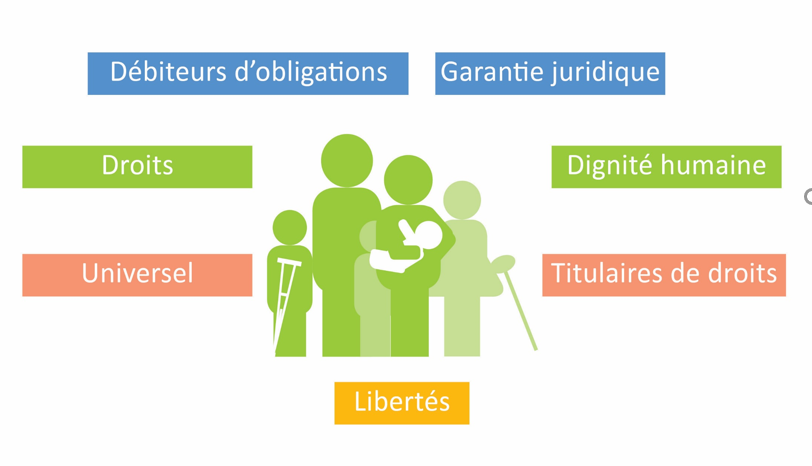 Débiteurs d’obligations
Garantie juridique
Droits
Dignité humaine
Universel
Titulaires de droits
Libertés